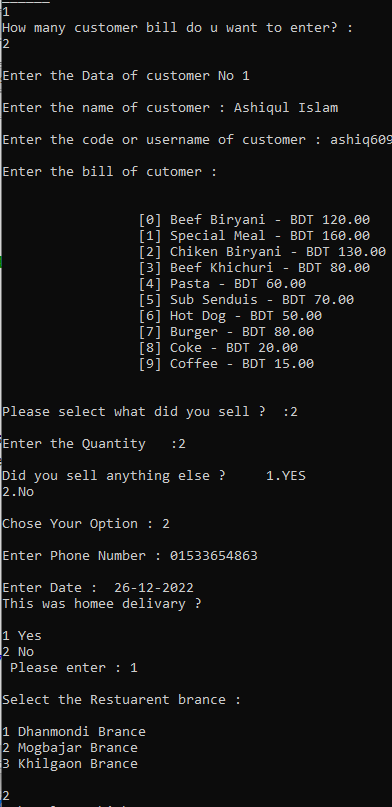 1
How many customer bill do u want to enter? :
2
Enter the Data of customer No 1
Enter the name of customer : Ashiqul Islam
Enter the code or username of customer : ashiq609
Enter the bill of cutomer :
[0] Beef Biryani - BDT 120.00
[1] Special Meal - BDT 160.00
[2] Chiken Biryani - BDT 130.00
[3] Beef Khichuri - BDT 80.00
[4] Pasta - BDT 60.00
[5] Sub Senduis - BDT 70.00
[6] Hot Dog - BDT 50.00
[7] Burger - BDT 80.00
[8] Coke - BDT 20.00
[9] Coffee - BDT 15.00
Please select what did you sell ?  :2
Enter the Quantity   :2
Did you sell anything else ?     1.YES
2.No
Chose Your Option : 2
Enter Phone Number : 01533654863
Enter Date :  26-12-2022
This was homee delivary ?
1 Yes
2 No
Please enter : 1
Select the Restuarent brance :
1 Dhanmondi Brance
2 Mogbajar Brance
3 Khilgaon Brance
2